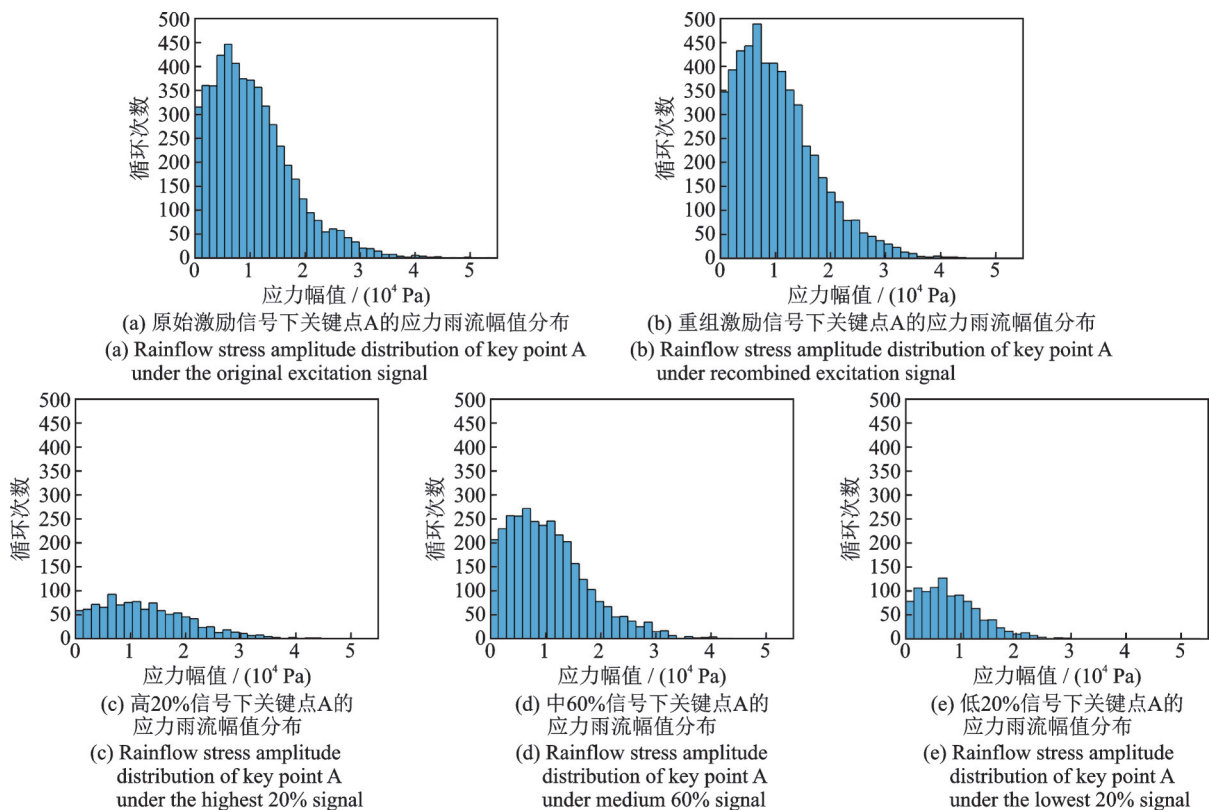 500
450
400
350
300
250
200
150
100
50
0
循环次数
0 1 2 3 4 5
应力幅值 / (10⁴ Pa)
(a) 原始激励信号下关键点A的应力雨流幅值分布
(a) Rainflow stress amplitude distribution of key point A
under the original excitation signal
500
450
400
350
300
250
200
150
100
50
0
循环次数
0 1 2 3 4 5
应力幅值 / (10⁴ Pa)
(b) 重组激励信号下关键点A的应力雨流幅值分布
(b) Rainflow stress amplitude distribution of key point A
under recombined excitation signal
500
450
400
350
300
250
200
150
100
50
0
循环次数
0 1 2 3 4 5
应力幅值 / (10⁴ Pa)
(c) 高20%信号下关键点A的
应力雨流幅值分布
(c) Rainflow stress amplitude
distribution of key point A
under the highest 20% signal
500
450
400
350
300
250
200
150
100
50
0
循环次数
0 1 2 3 4 5
应力幅值 / (10⁴ Pa)
(d) 中60%信号下关键点A的
应力雨流幅值分布
(d) Rainflow stress amplitude
distribution of key point A
under medium 60% signal
500
450
400
350
300
250
200
150
100
50
0
循环次数
0 1 2 3 4 5
应力幅值 / (10⁴ Pa)
(e) 低20%信号下关键点A的
应力雨流幅值分布
(e) Rainflow stress amplitude
distribution of key point A
under the lowest 20% signal